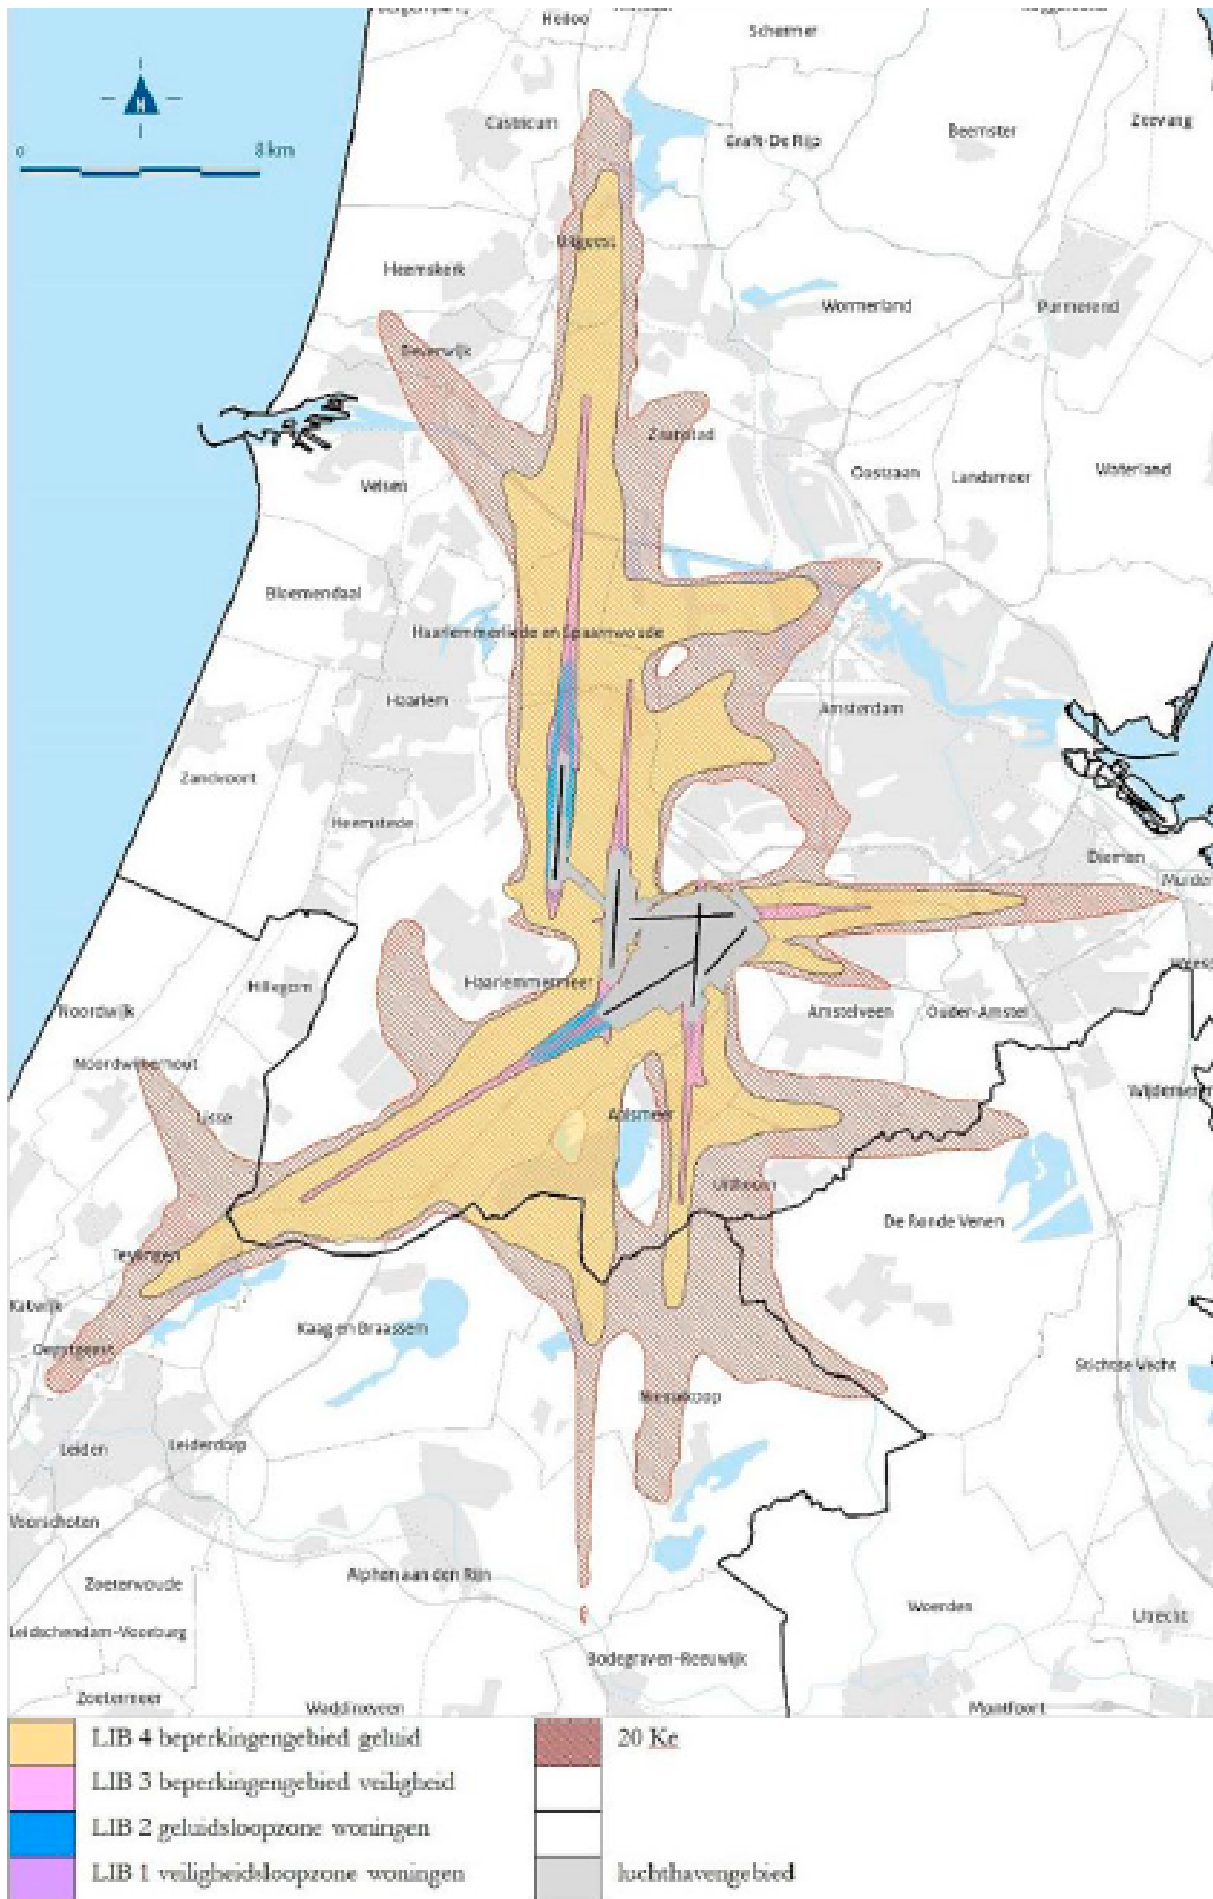 Heiloo
Schermer
Castricum
Graft-De Rijp
Beemster
Zeevang
N
0 8 km
Uitgeest
Heemskerk
Wormerland
Purmerend
Beverwijk
Zaanstad
Oostzaan
Landsmeer
Waterland
Velsen
Bloemendaal
Haarlemmerliede en Spaarnwoude
Haarlem
Amsterdam
Zandvoort
Heemstede
Diemen
Muiden
Haarlemmermeer
Hillegom
Noordwijk
Amstelveen
Ouder-Amstel
Noordwijkerhout
Lisse
Aalsmeer
Uithoorn
De Ronde Venen
Teylingen
Katwijk
Kaag en Braassem
Oegstgeest
Stichtse Vecht
Nieuwkoop
Leiden
Leiderdorp
Voorschoten
Alphen aan den Rijn
Zoeterwoude
Woerden
Utrecht
Leidschendam-Voorburg
Bodegraven-Reeuwijk
Zoetermeer
Waddinxveen
Montfoort
LIB 4 beperkingengebied geluid
20 Ke
LIB 3 beperkingengebied veiligheid
LIB 2 geluidsloopzone woningen
LIB 1 veiligheidsloopzone woningen
luchthavengebied